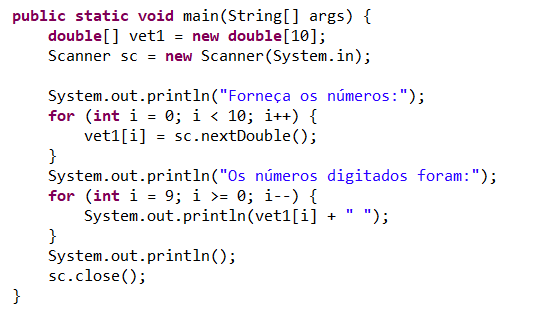 public static void main(String[] args) {
    double[] vet1 = new double[10];
    Scanner sc = new Scanner(System.in);

    System.out.println("Forneça os números:");
    for (int i = 0; i < 10; i++) {
        vet1[i] = sc.nextDouble();
    }
    System.out.println("Os números digitados foram:");
    for (int i = 9; i >= 0; i--) {
        System.out.println(vet1[i] + " ");
    }
    System.out.println();
    sc.close();
}